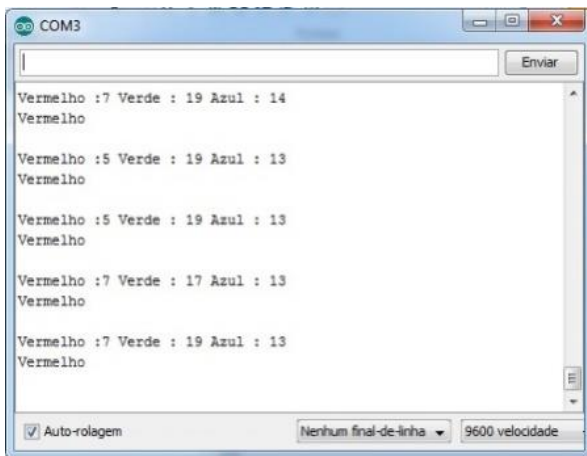 COM3
Enviar
Vermelho :7 Verde : 19 Azul : 14
Vermelho
Vermelho :5 Verde : 19 Azul : 13
Vermelho
Vermelho :5 Verde : 19 Azul : 13
Vermelho
Vermelho :7 Verde : 17 Azul : 13
Vermelho
Vermelho :7 Verde : 19 Azul : 13
Vermelho
Auto-rolagem Nenhum final-de-linha 9600 velocidade